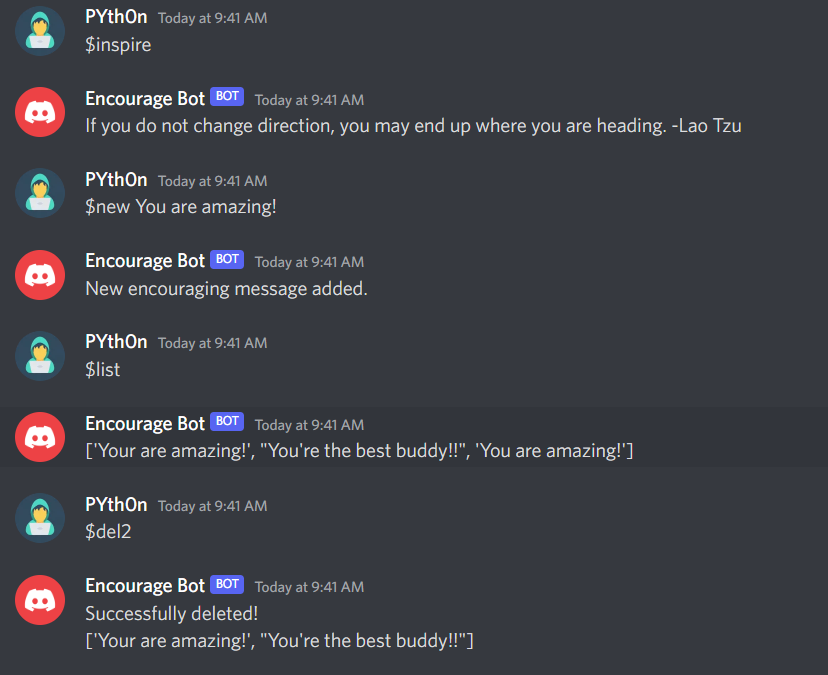 PYth0n Today at 9:41 AM
$inspire
Encourage Bot BOT Today at 9:41 AM
If you do not change direction, you may end up where you are heading. -Lao Tzu
PYth0n Today at 9:41 AM
$new You are amazing!
Encourage Bot BOT Today at 9:41 AM
New encouraging message added.
PYth0n Today at 9:41 AM
$list
Encourage Bot BOT Today at 9:41 AM
['Your are amazing!', "You're the best buddy!!", 'You are amazing!']
PYth0n Today at 9:41 AM
$del2
Encourage Bot BOT Today at 9:41 AM
Successfully deleted!
['Your are amazing!', "You're the best buddy!!"]